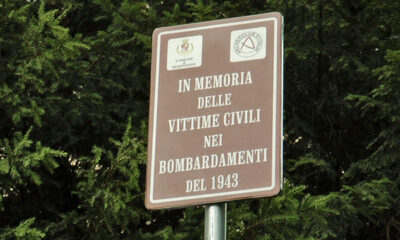 IN MEMORIA
DELLE
VITTIME CIVILI
NEI
BOMBARDAMENTI
DEL 1943